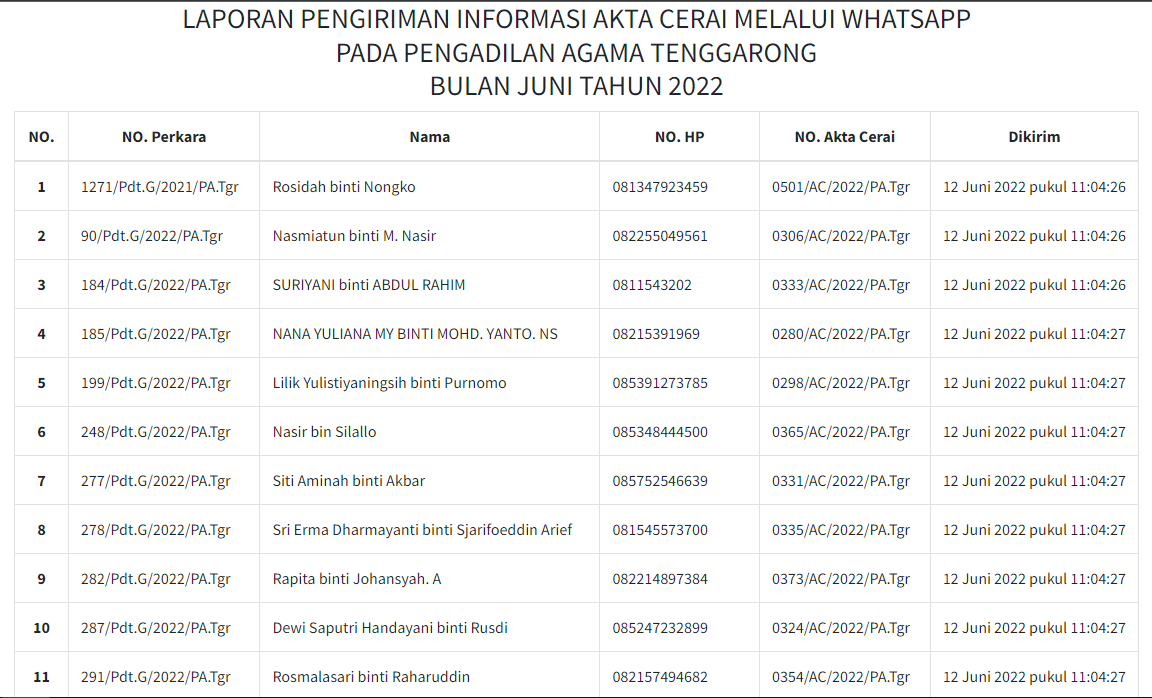 LAPORAN PENGIRIMAN INFORMASI AKTA CERAI MELALUI WHATSAPP
PADA PENGADILAN AGAMA TENGGARONG
BULAN JUNI TAHUN 2022
NO. NO. Perkara Nama NO. HP NO. Akta Cerai Dikirim
1 1271/Pdt.G/2021/PA.Tgr Rosidah binti Nongko 081347923459 0501/AC/2022/PA.Tgr 12 Juni 2022 pukul 11:04:26
2 90/Pdt.G/2022/PA.Tgr Nasmiatun binti M. Nasir 082255049561 0306/AC/2022/PA.Tgr 12 Juni 2022 pukul 11:04:26
3 184/Pdt.G/2022/PA.Tgr SURIYANI binti ABDUL RAHIM 0811543202 0333/AC/2022/PA.Tgr 12 Juni 2022 pukul 11:04:26
4 185/Pdt.G/2022/PA.Tgr NANA YULIANA MY BINTI MOHD. YANTO. NS 08215391969 0280/AC/2022/PA.Tgr 12 Juni 2022 pukul 11:04:27
5 199/Pdt.G/2022/PA.Tgr Lilik Yulistiyaningsih binti Purnomo 085391273785 0298/AC/2022/PA.Tgr 12 Juni 2022 pukul 11:04:27
6 248/Pdt.G/2022/PA.Tgr Nasir bin Silallo 085348444500 0365/AC/2022/PA.Tgr 12 Juni 2022 pukul 11:04:27
7 277/Pdt.G/2022/PA.Tgr Siti Aminah binti Akbar 085752546639 0331/AC/2022/PA.Tgr 12 Juni 2022 pukul 11:04:27
8 278/Pdt.G/2022/PA.Tgr Sri Erma Dharmayanti binti Sjarifoeddin Arief 081545573700 0335/AC/2022/PA.Tgr 12 Juni 2022 pukul 11:04:27
9 282/Pdt.G/2022/PA.Tgr Rapita binti Johansyah. A 082214897384 0373/AC/2022/PA.Tgr 12 Juni 2022 pukul 11:04:27
10 287/Pdt.G/2022/PA.Tgr Dewi Saputri Handayani binti Rusdi 085247232899 0324/AC/2022/PA.Tgr 12 Juni 2022 pukul 11:04:27
11 291/Pdt.G/2022/PA.Tgr Rosmalasari binti Raharuddin 082157494682 0354/AC/2022/PA.Tgr 12 Juni 2022 pukul 11:04:27